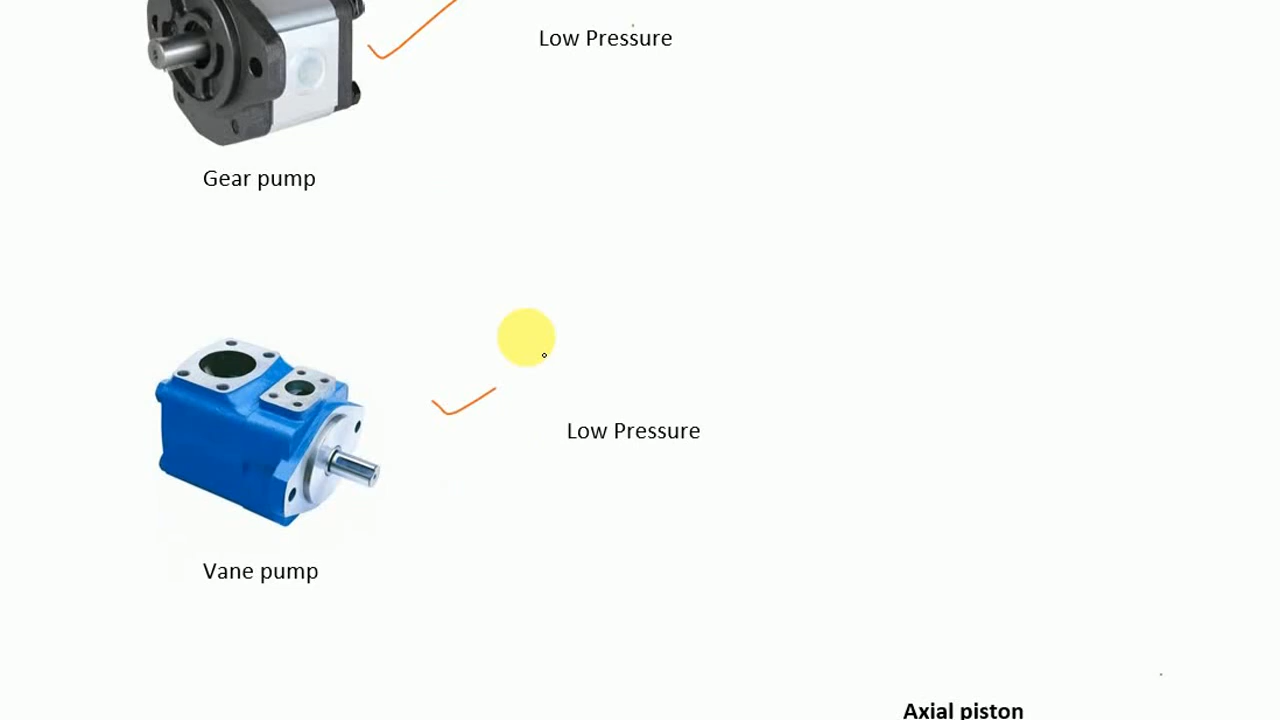 Low Pressure
Gear pump
Low Pressure
Vane pump
Axial piston